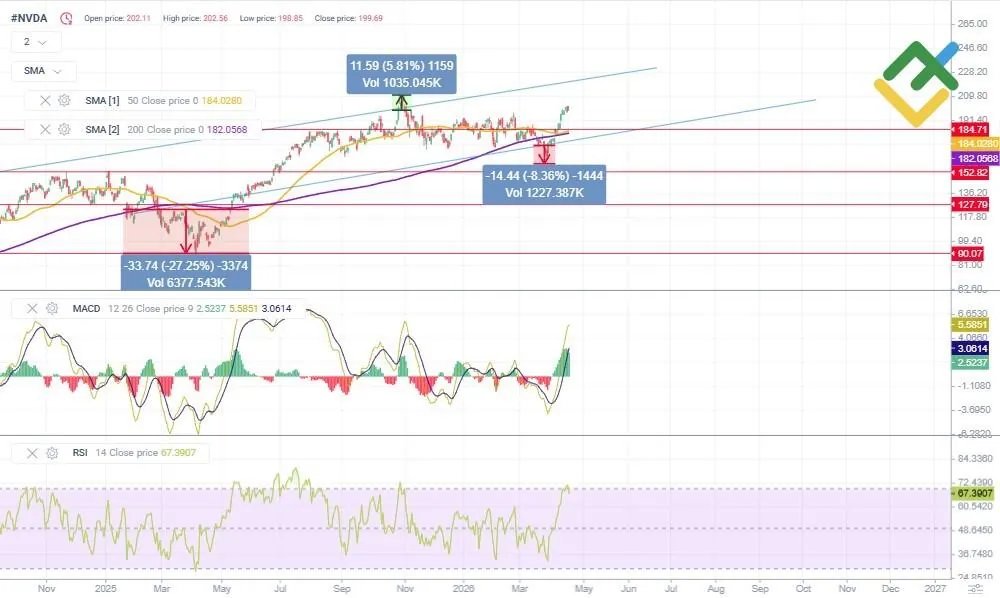 #NVDA Open price: 202.11 High price: 202.56 Low price: 198.85 Close price: 199.69
2
SMA
SMA [1] 50 Close price 0 184.0280
SMA [2] 200 Close price 0 182.0568
11.59 (5.81%) 1159
Vol 1035.045K
-14.44 (-8.36%) -1444
Vol 1227.387K
-33.74 (-27.25%) -3374
Vol 6377.543K
265.00
246.60
228.20
209.80
191.40
184.71
184.0280
182.0568
152.82
136.20
127.79
117.80
99.40
90.07
81.00
62.60
MACD 12 26 Close price 9 2.5237 5.5851 3.0614
6.6530
5.5851
4.0660
3.0614
2.5237
-1.1080
-3.6950
-6.2820
RSI 14 Close price 67.3907
84.3380
72.4390
67.3907
60.5420
48.6450
36.7480
24.8510
Nov 2025 Mar May Jul Sep Nov 2026 Mar May Jun Jul Aug Sep Oct Nov Dec 2027